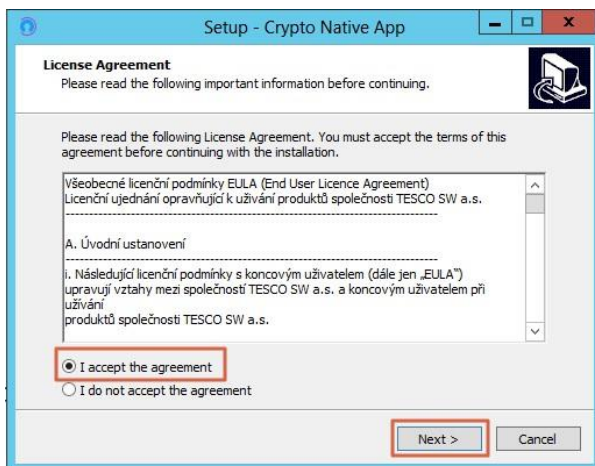 Setup - Crypto Native App
License Agreement
Please read the following important information before continuing.
Please read the following License Agreement. You must accept the terms of this
agreement before continuing with the installation.
Všeobecné licenční podmínky EULA (End User Licence Agreement)
Licenční ujednání opravňující k užívání produktů společnosti TESCO SW a.s.
--------------------------------------------------------------------------
A. Úvodní ustanovení
--------------------------------------------------------------------------
i. Následující licenční podmínky s koncovým uživatelem (dále jen „EULA“)
upravují vztahy mezi společností TESCO SW a.s. a koncovým uživatelem při
užívání
produktů společnosti TESCO SW a.s.
I accept the agreement
I do not accept the agreement
Next >
Cancel